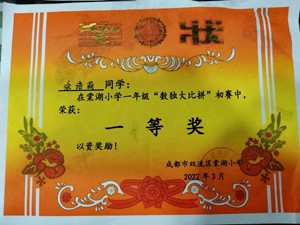 奖状
同学：
在棠湖小学一年级“数独大比拼”初赛中，
荣获：
一等奖
以资奖励！
成都市双流区棠湖小学
2022年3月